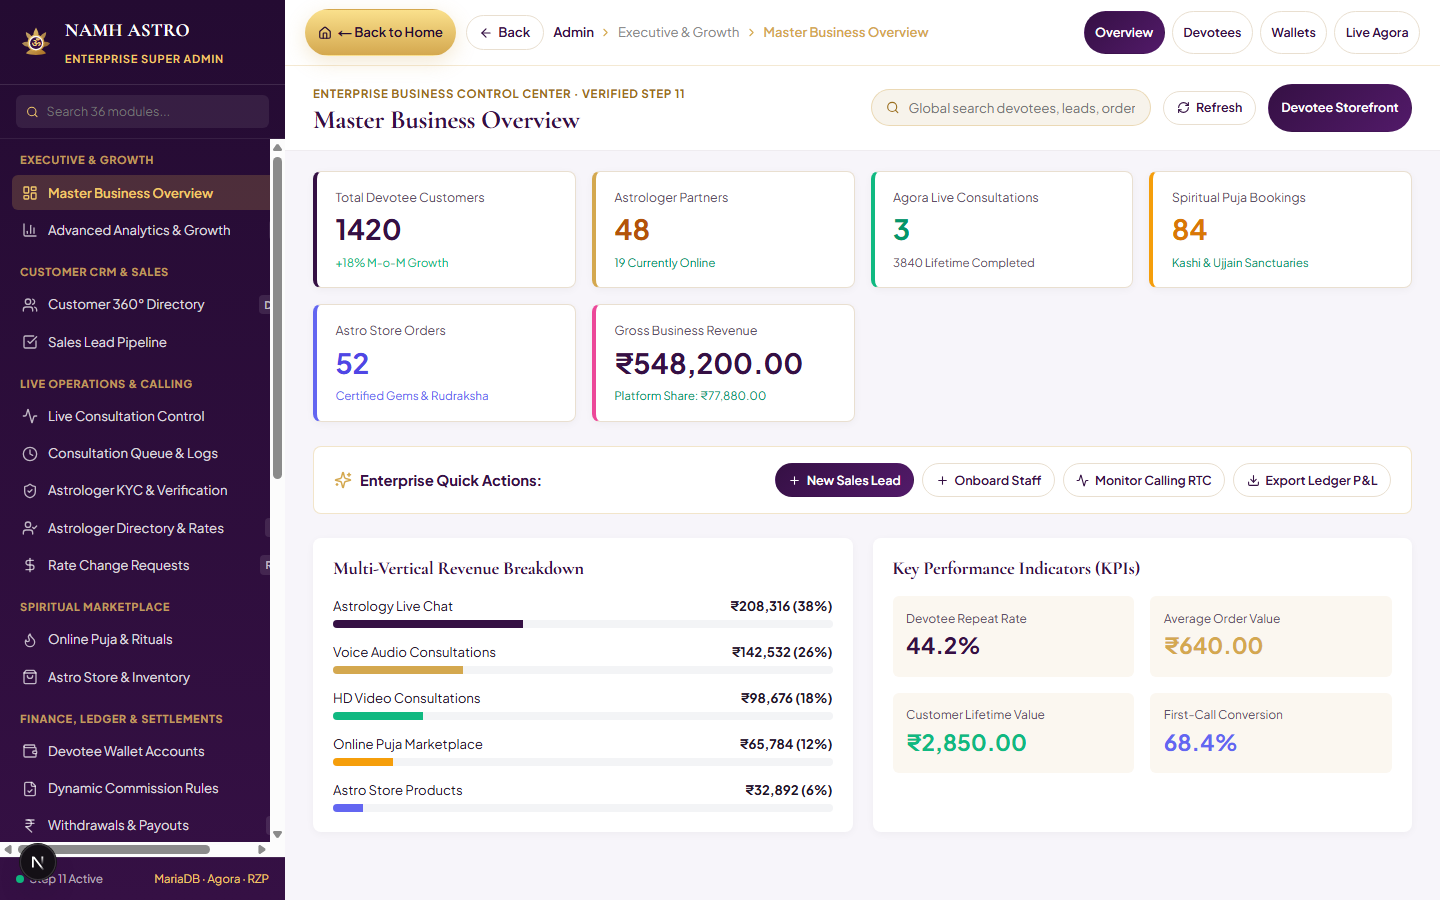 NAMH ASTRO
ENTERPRISE SUPER ADMIN
Search 36 modules...
EXECUTIVE & GROWTH
Master Business Overview
Advanced Analytics & Growth
CUSTOMER CRM & SALES
Customer 360° Directory
Sales Lead Pipeline
LIVE OPERATIONS & CALLING
Live Consultation Control
Consultation Queue & Logs
Astrologer KYC & Verification
Astrologer Directory & Rates
Rate Change Requests
SPIRITUAL MARKETPLACE
Online Puja & Rituals
Astro Store & Inventory
FINANCE, LEDGER & SETTLEMENTS
Devotee Wallet Accounts
Dynamic Commission Rules
Withdrawals & Payouts
N
Step 11 Active
MariaDB · Agora · RZP
← Back to Home
Back
Admin > Executive & Growth > Master Business Overview
Overview
Devotees
Wallets
Live Agora
ENTERPRISE BUSINESS CONTROL CENTER · VERIFIED STEP 11
Master Business Overview
Global search devotees, leads, order
Refresh
Devotee Storefront
Total Devotee Customers
1420
+18% M-o-M Growth
Astrologer Partners
48
19 Currently Online
Agora Live Consultations
3
3840 Lifetime Completed
Spiritual Puja Bookings
84
Kashi & Ujjain Sanctuaries
Astro Store Orders
52
Certified Gems & Rudraksha
Gross Business Revenue
₹548,200.00
Platform Share: ₹77,880.00
Enterprise Quick Actions:
New Sales Lead
Onboard Staff
Monitor Calling RTC
Export Ledger P&L
Multi-Vertical Revenue Breakdown
Astrology Live Chat ₹208,316 (38%)
Voice Audio Consultations ₹142,532 (26%)
HD Video Consultations ₹98,676 (18%)
Online Puja Marketplace ₹65,784 (12%)
Astro Store Products ₹32,892 (6%)
Key Performance Indicators (KPIs)
Devotee Repeat Rate
44.2%
Average Order Value
₹640.00
Customer Lifetime Value
₹2,850.00
First-Call Conversion
68.4%